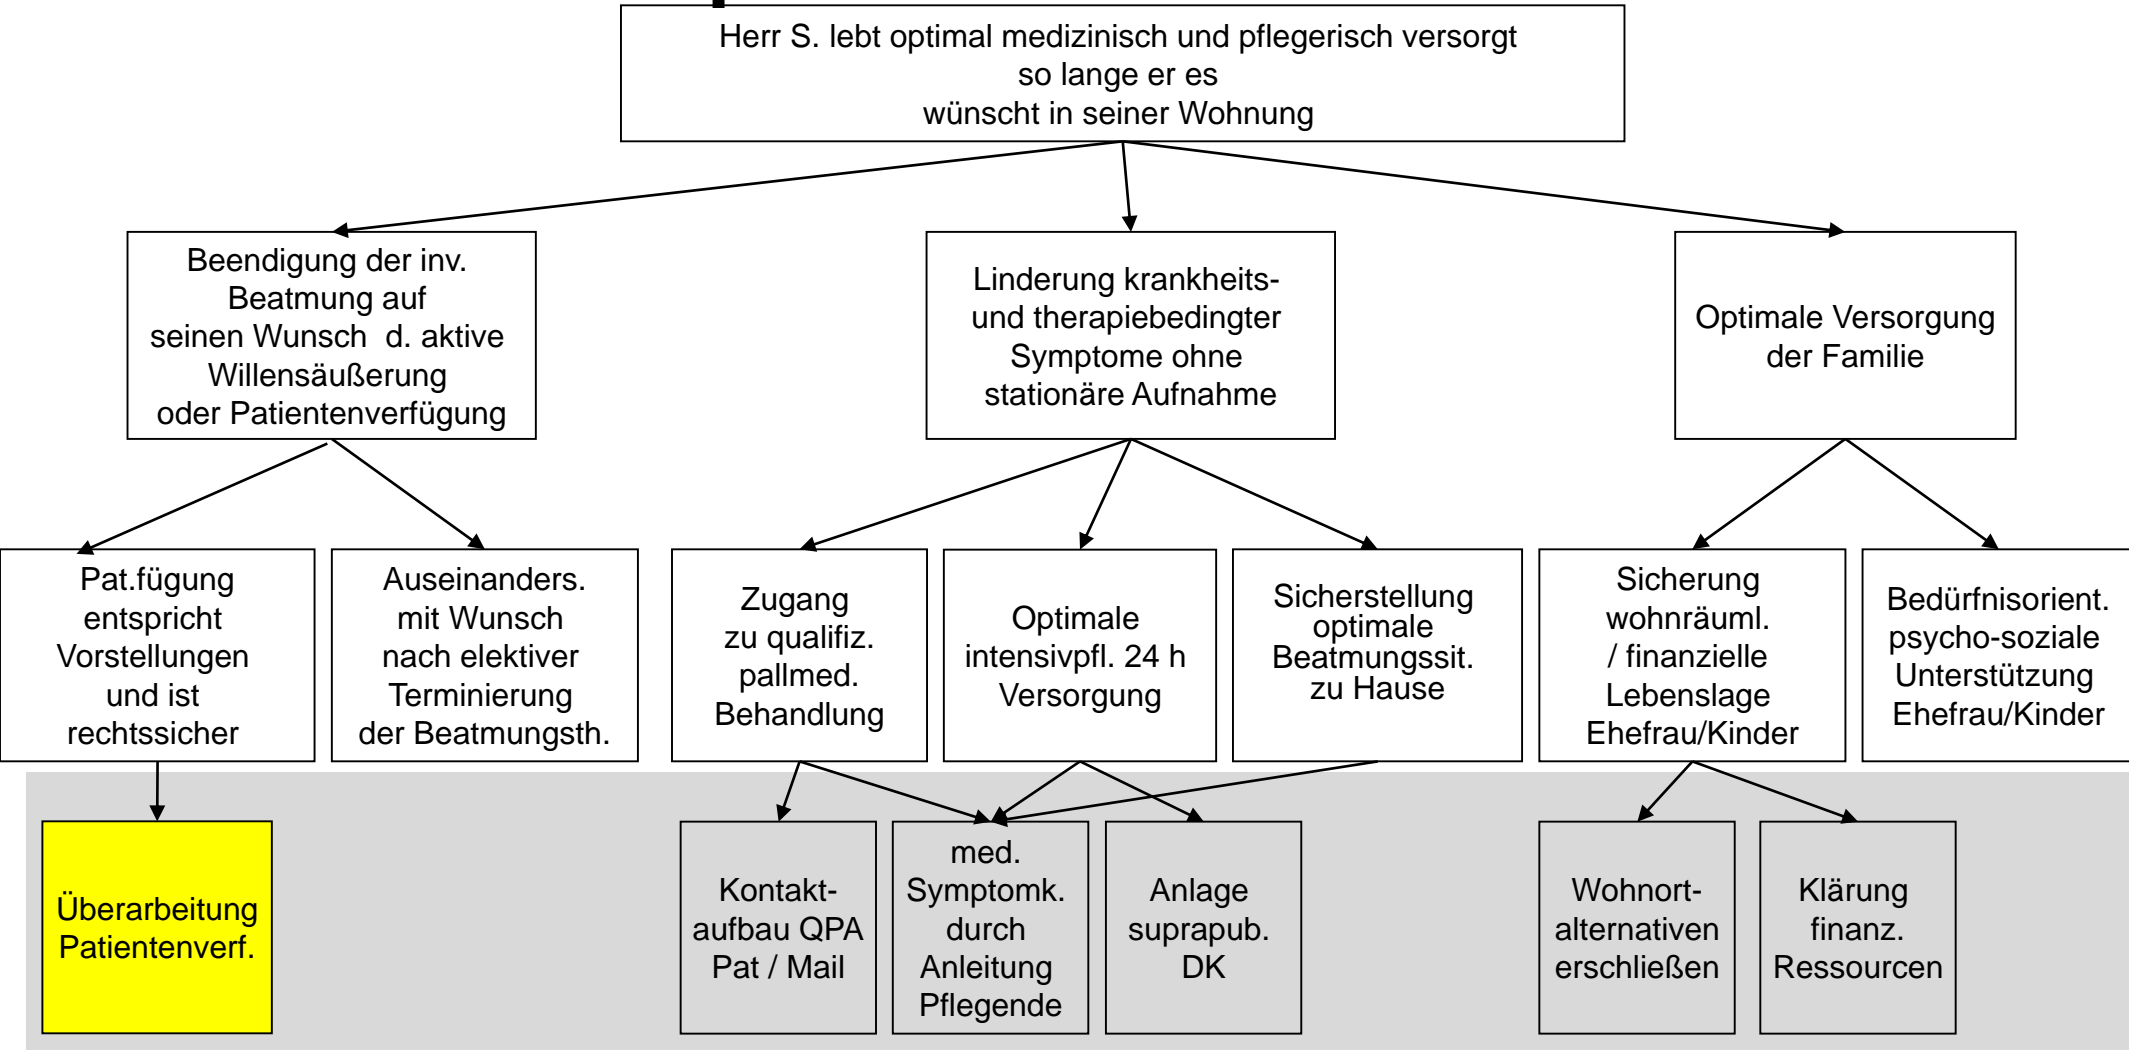 Herr S. lebt optimal medizinisch und pflegerisch versorgt
so lange er es
wünscht in seiner Wohnung
Beendigung der inv.
Beatmung auf
seinen Wunsch d. aktive
Willensäußerung
oder Patientenverfügung
Linderung krankheits-
und therapiebedingter
Symptome ohne
stationäre Aufnahme
Optimale Versorgung
der Familie
Pat.fügung
entspricht
Vorstellungen
und ist
rechtssicher
Auseinanders.
mit Wunsch
nach elektiver
Terminierung
der Beatmungsth.
Zugang
zu qualifiz.
pallmed.
Behandlung
Optimale
intensivpfl. 24 h
Versorgung
Sicherstellung
optimale
Beatmungssit.
zu Hause
Sicherung
wohnräuml.
/ finanzielle
Lebenslage
Ehefrau/Kinder
Bedürfnisorient.
psycho-soziale
Unterstützung
Ehefrau/Kinder
Überarbeitung
Patientenverf.
Kontakt-
aufbau QPA
Pat / Mail
med.
Symptomk.
durch
Anleitung
Pflegende
Anlage
suprapub.
DK
Wohnort-
alternativen
erschließen
Klärung
finanz.
Ressourcen